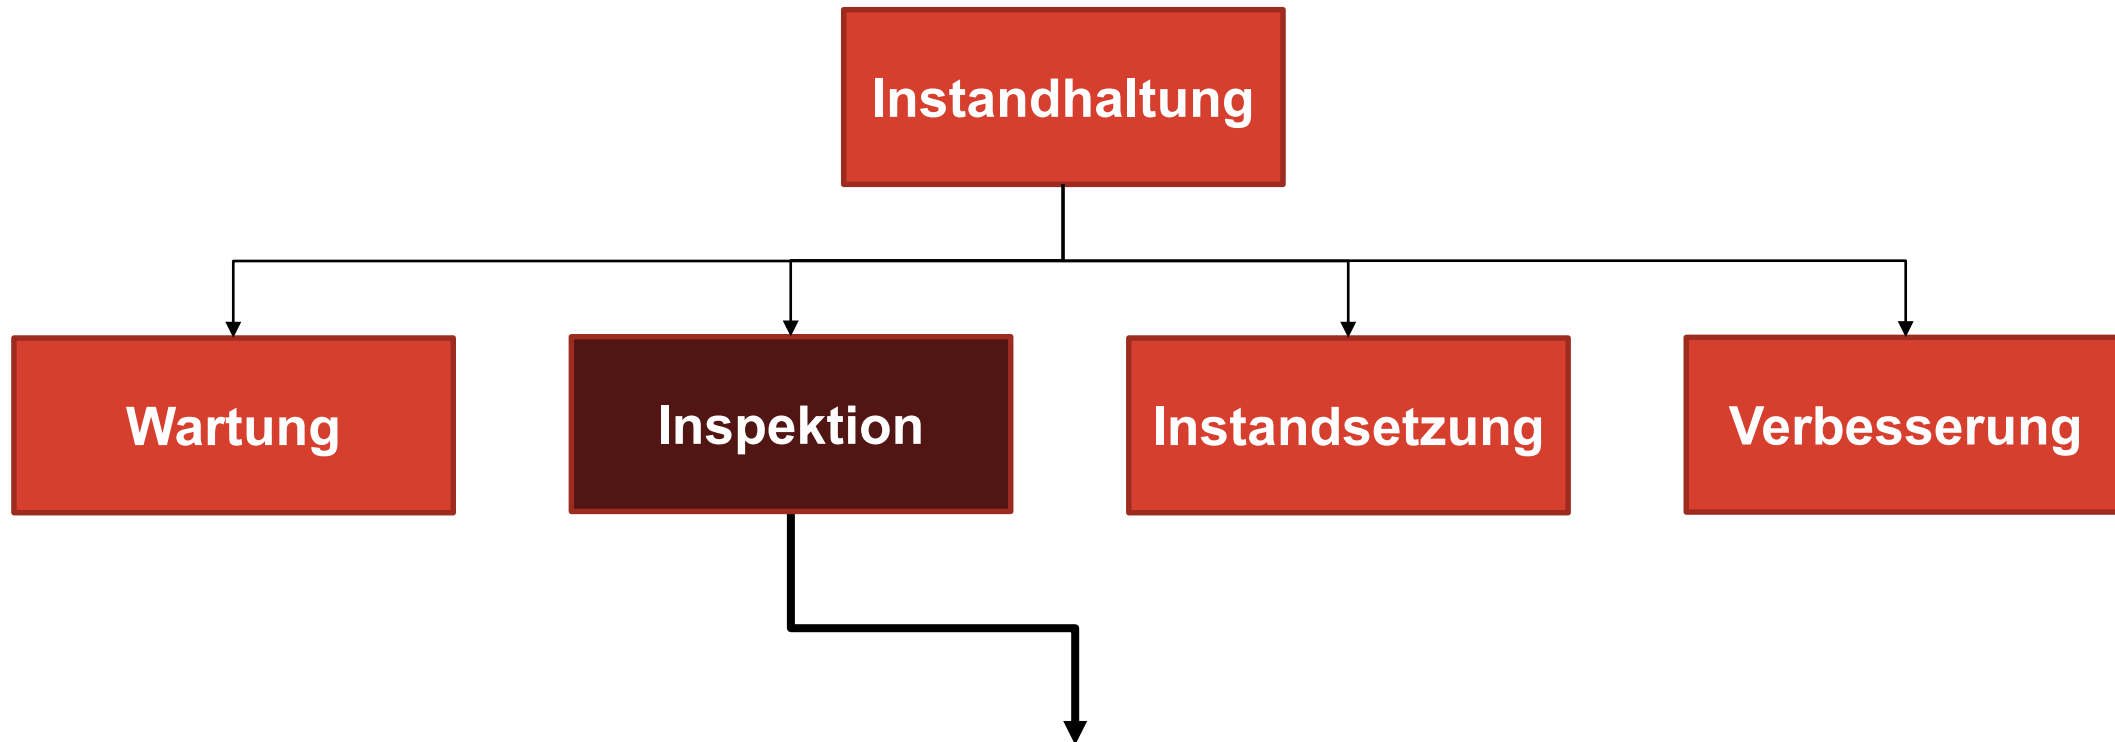 Instandhaltung
Wartung
Inspektion
Instandsetzung
Verbesserung